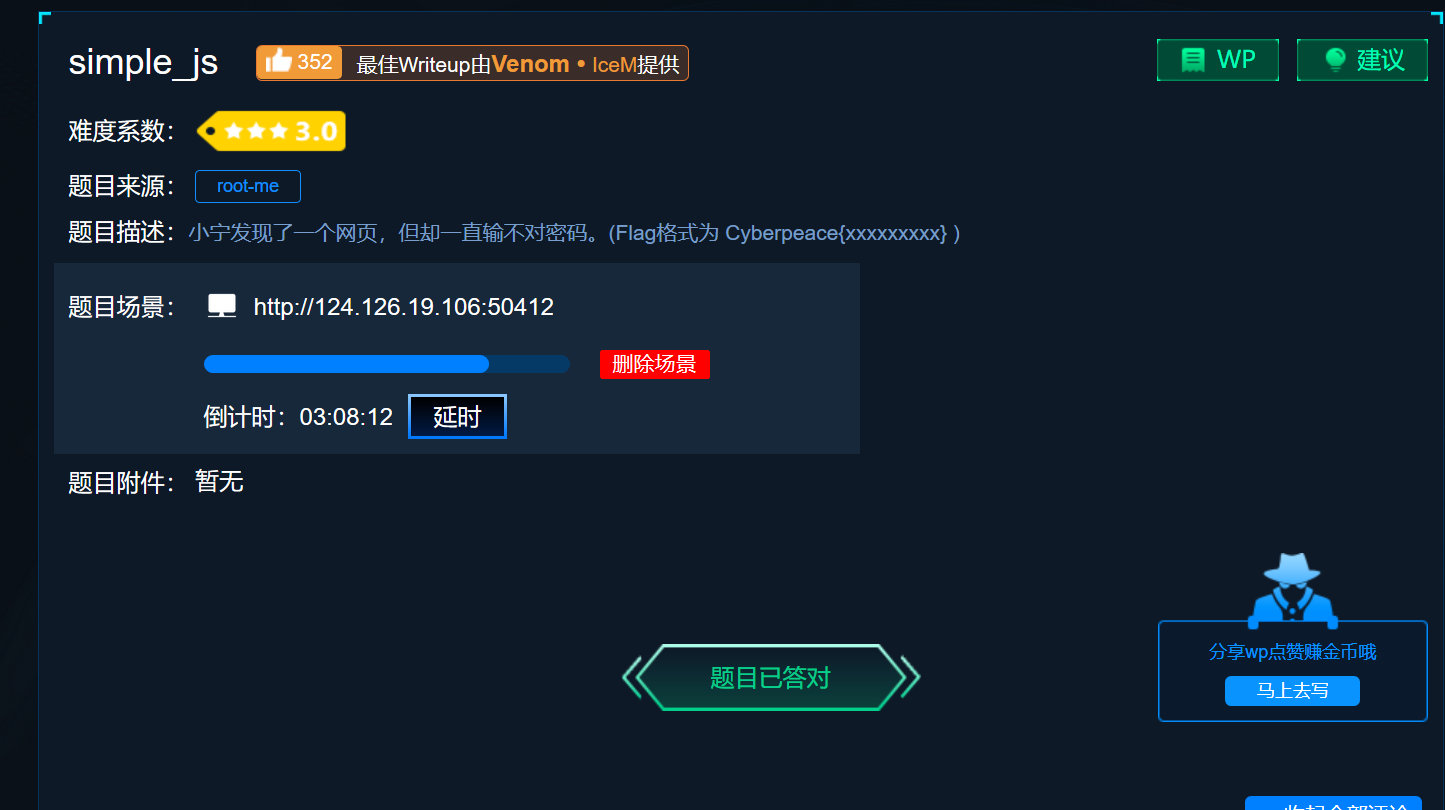 simple_js 352 最佳Writeup由Venom • IceM提供 WP 建议
难度系数： 3.0
题目来源： root-me
题目描述：小宁发现了一个网页，但却一直输不对密码。(Flag格式为 Cyberpeace{xxxxxxxxx} )
题目场景： http://124.126.19.106:50412
删除场景
倒计时：03:08:12 延时
题目附件： 暂无
分享wp点赞赚金币哦
题目已答对
马上去写